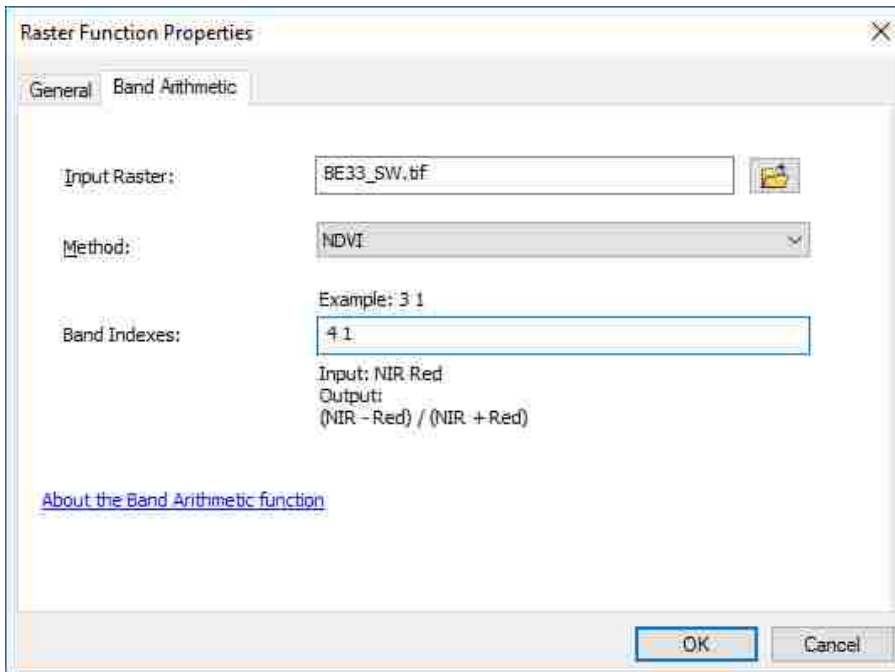 Raster Function Properties
General Band Arithmetic
Input Raster: BE33_SW.tif
Method: NDVI
Example: 3 1
Band Indexes: 4 1
Input: NIR Red
Output:
(NIR - Red) / (NIR + Red)
About the Band Arithmetic function
OK Cancel